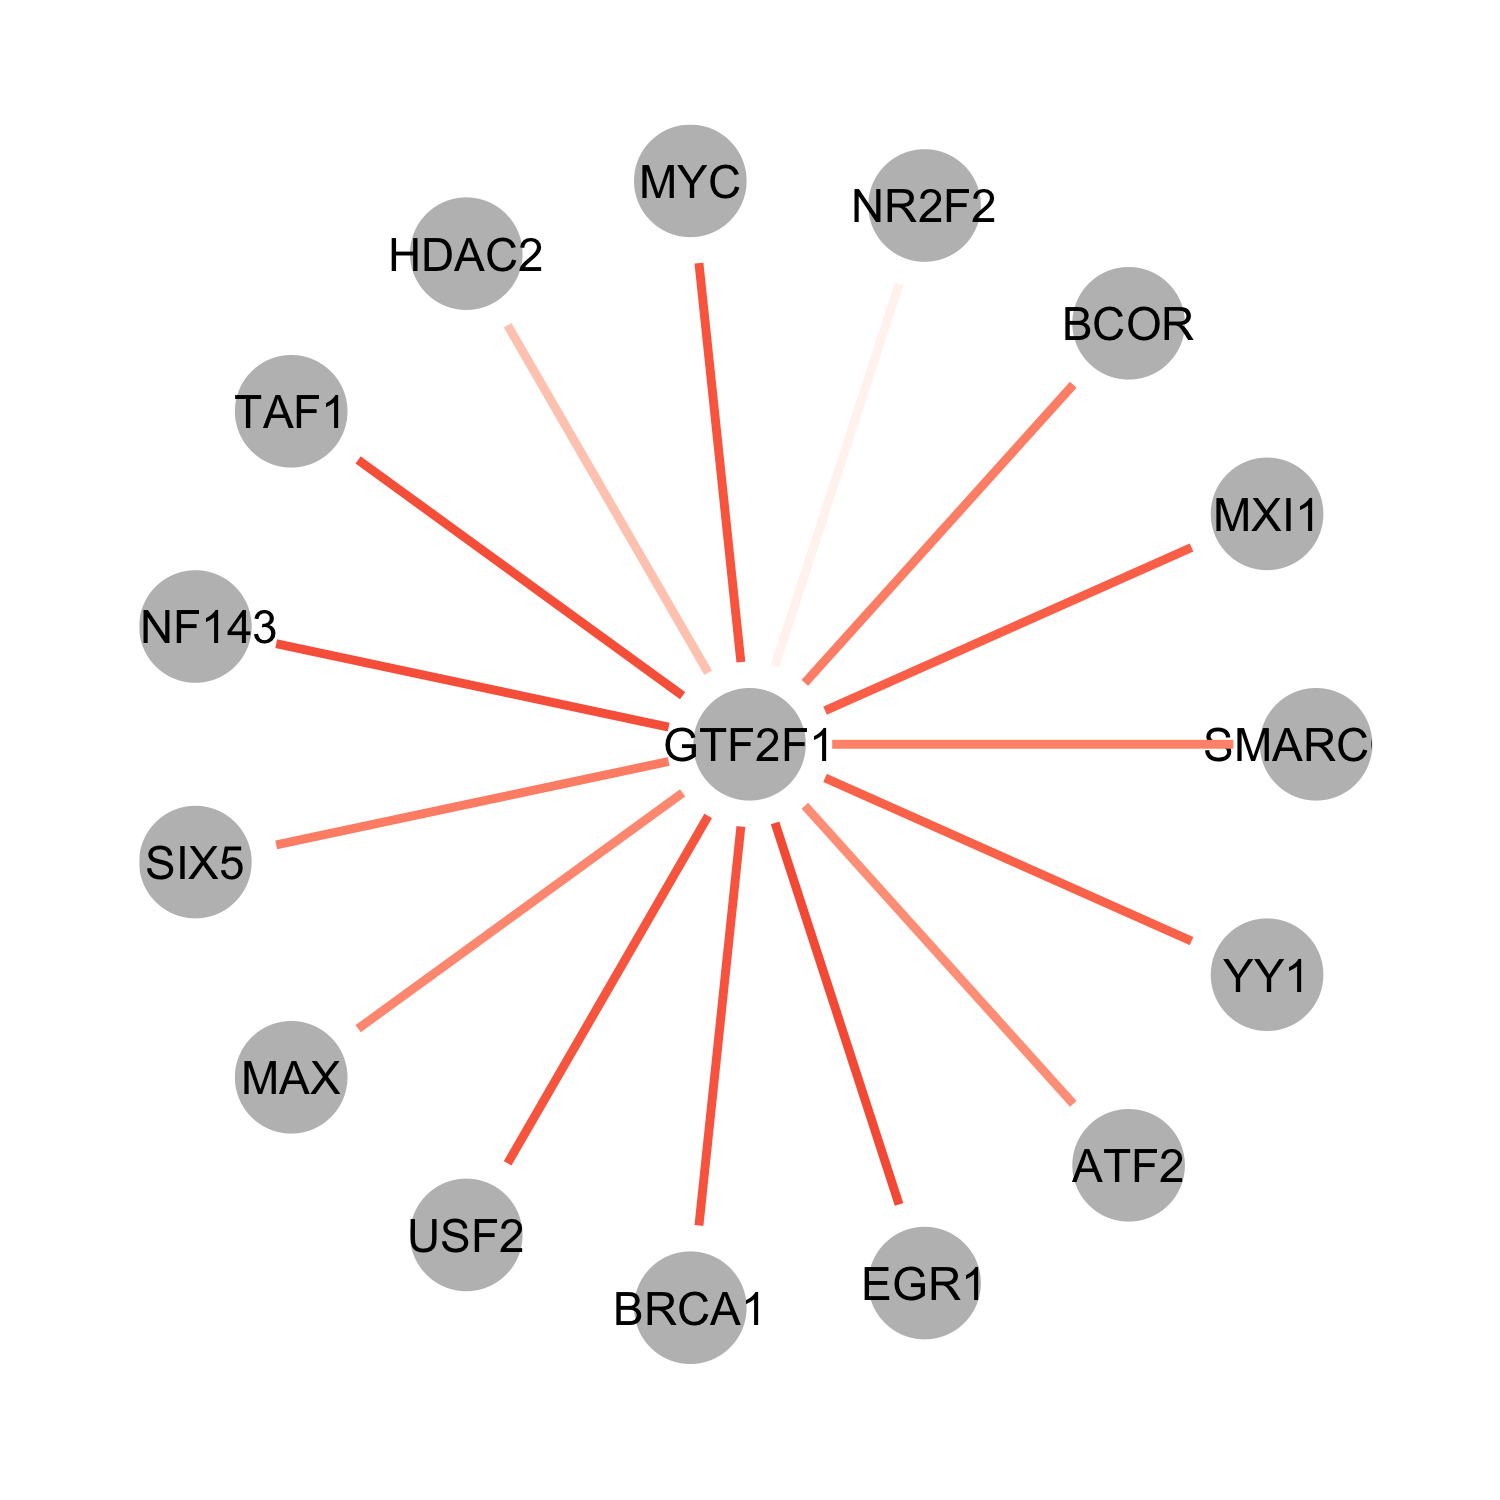 MYC
NR2F2
HDAC2
BCOR
TAF1
MXI1
NF143
GTF2F1
SMARC
SIX5
YY1
MAX
ATF2
USF2
EGR1
BRCA1